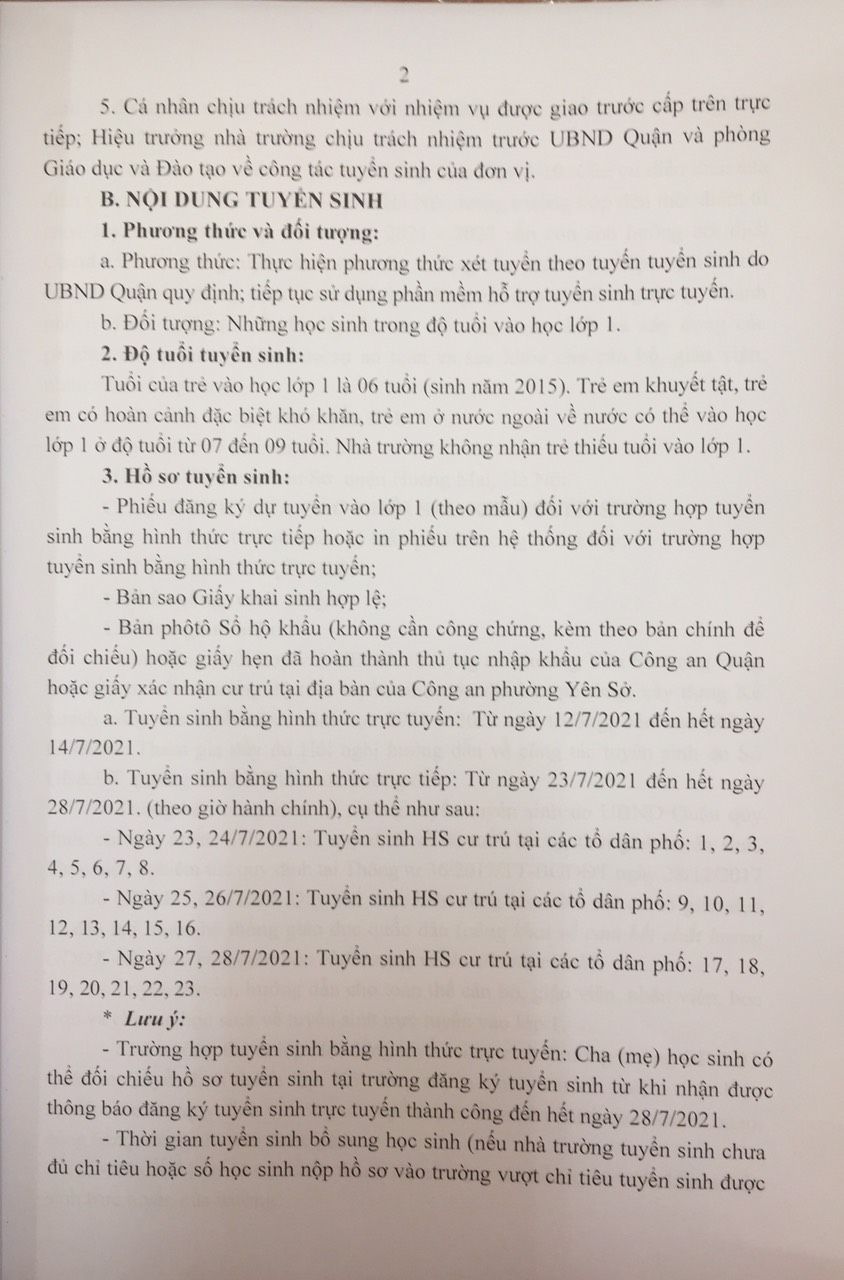 2
5. Cá nhân chịu trách nhiệm với nhiệm vụ được giao trước cấp trên trực
tiếp; Hiệu trưởng nhà trường chịu trách nhiệm trước UBND Quận và phòng
Giáo dục và Đào tạo về công tác tuyển sinh của đơn vị.
B. NỘI DUNG TUYỂN SINH
1. Phương thức và đối tượng:
a. Phương thức: Thực hiện phương thức xét tuyển theo tuyến tuyển sinh do
UBND Quận quy định; tiếp tục sử dụng phần mềm hỗ trợ tuyển sinh trực tuyến.
b. Đối tượng: Những học sinh trong độ tuổi vào học lớp 1.
2. Độ tuổi tuyển sinh:
Tuổi của trẻ vào học lớp 1 là 06 tuổi (sinh năm 2015). Trẻ em khuyết tật, trẻ
em có hoàn cảnh đặc biệt khó khăn, trẻ em ở nước ngoài về nước có thể vào học
lớp 1 ở độ tuổi từ 07 đến 09 tuổi. Nhà trường không nhận trẻ thiếu tuổi vào lớp 1.
3. Hồ sơ tuyển sinh:
- Phiếu đăng ký dự tuyển vào lớp 1 (theo mẫu) đối với trường hợp tuyển
sinh bằng hình thức trực tiếp hoặc in phiếu trên hệ thống đối với trường hợp
tuyển sinh bằng hình thức trực tuyến;
- Bản sao Giấy khai sinh hợp lệ;
- Bản phôtô Sổ hộ khẩu (không cần công chứng, kèm theo bản chính để
đối chiếu) hoặc giấy hẹn đã hoàn thành thủ tục nhập khẩu của Công an Quận
hoặc giấy xác nhận cư trú tại địa bàn của Công an phường Yên Sở.
a. Tuyển sinh bằng hình thức trực tuyến: Từ ngày 12/7/2021 đến hết ngày
14/7/2021.
b. Tuyển sinh bằng hình thức trực tiếp: Từ ngày 23/7/2021 đến hết ngày
28/7/2021. (theo giờ hành chính), cụ thể như sau:
- Ngày 23, 24/7/2021: Tuyển sinh HS cư trú tại các tổ dân phố: 1, 2, 3,
4, 5, 6, 7, 8.
- Ngày 25, 26/7/2021: Tuyển sinh HS cư trú tại các tổ dân phố: 9, 10, 11,
12, 13, 14, 15, 16.
- Ngày 27, 28/7/2021: Tuyển sinh HS cư trú tại các tổ dân phố: 17, 18,
19, 20, 21, 22, 23.
* Lưu ý:
- Trường hợp tuyển sinh bằng hình thức trực tuyến: Cha (mẹ) học sinh có
thể đối chiếu hồ sơ tuyển sinh tại trường đăng ký tuyển sinh từ khi nhận được
thông báo đăng ký tuyển sinh trực tuyến thành công đến hết ngày 28/7/2021.
- Thời gian tuyển sinh bổ sung học sinh (nếu nhà trường tuyển sinh chưa
đủ chỉ tiêu hoặc số học sinh nộp hồ sơ vào trường vượt chỉ tiêu tuyển sinh được